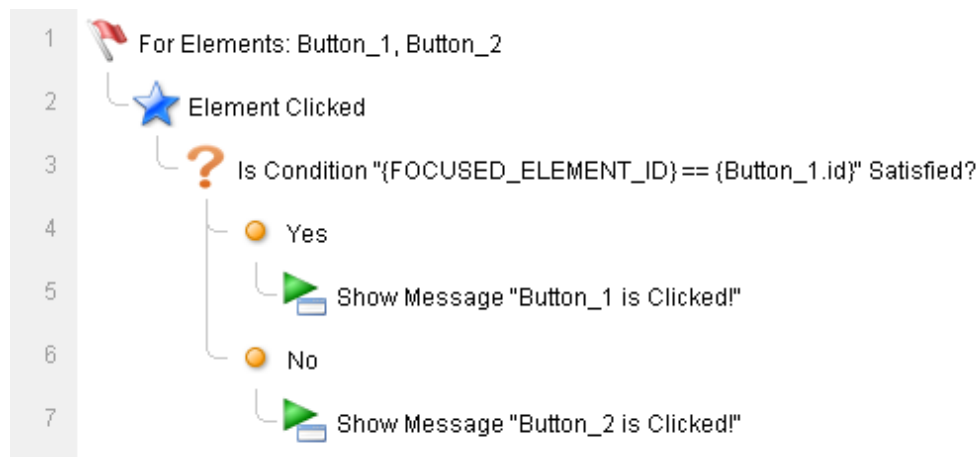 1 For Elements: Button_1, Button_2
2 Element Clicked
3 Is Condition "{FOCUSED_ELEMENT_ID} == {Button_1.id}" Satisfied?
4 Yes
5 Show Message "Button_1 is Clicked!"
6 No
7 Show Message "Button_2 is Clicked!"